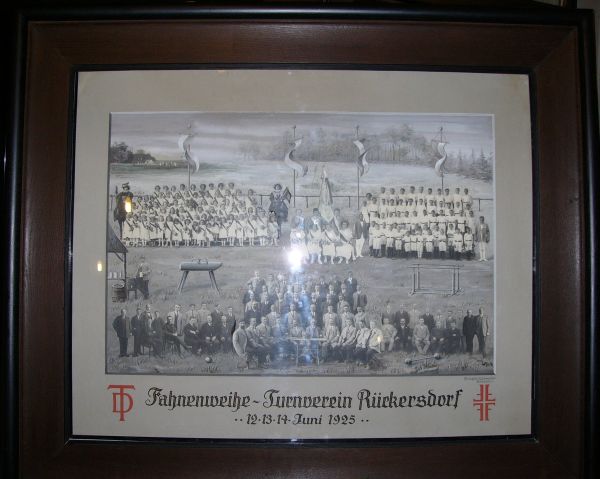 Fahnenweihe ~ Turnverein Rückersdorf
·· 12·13·14· Juni 1925 ··